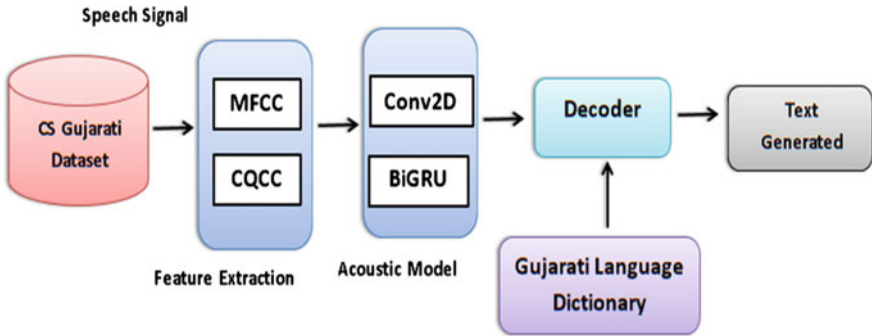 Speech Signal
CS Gujarati
Dataset
MFCC
CQCC
Feature Extraction
Conv2D
BiGRU
Acoustic Model
Decoder
Gujarati Language
Dictionary
Text
Generated